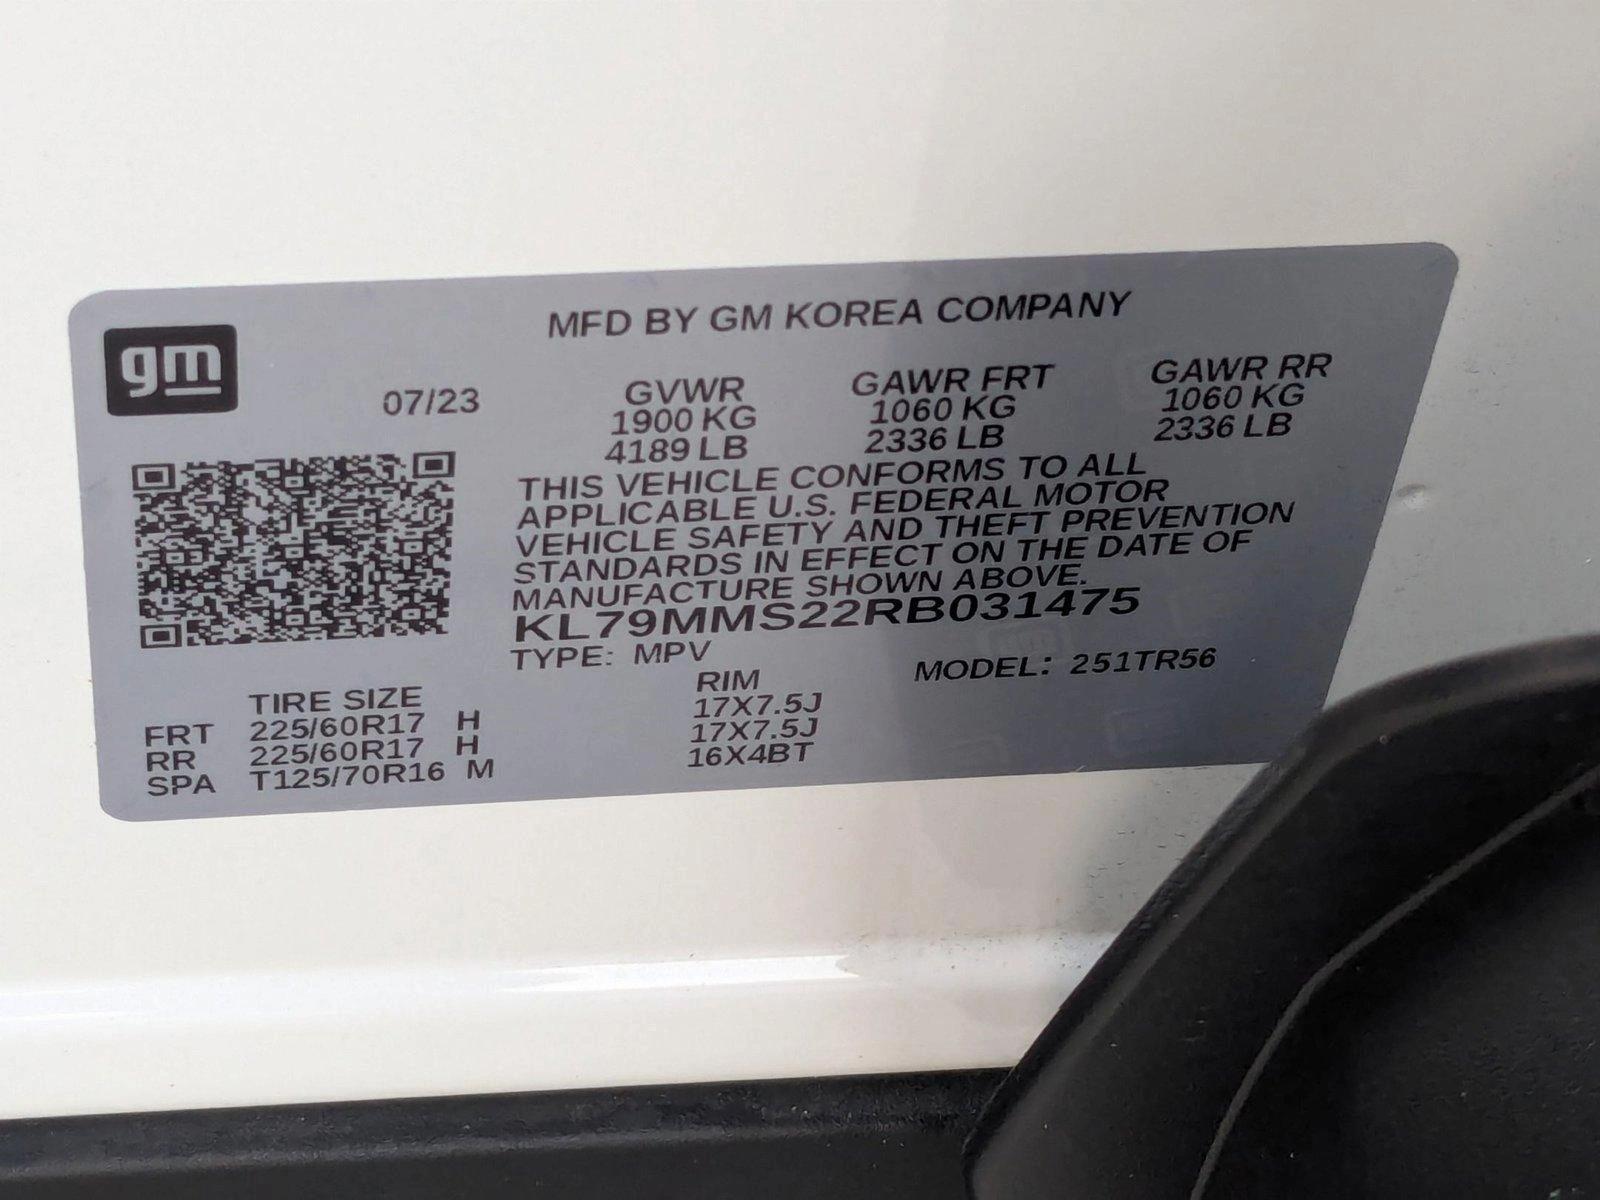 gm
MFD BY GM KOREA COMPANY
07/23
GVWR GAWR FRT GAWR RR
1900 KG 1060 KG 1060 KG
4189 LB 2336 LB 2336 LB
THIS VEHICLE CONFORMS TO ALL
APPLICABLE U.S. FEDERAL MOTOR
VEHICLE SAFETY AND THEFT PREVENTION
STANDARDS IN EFFECT ON THE DATE OF
MANUFACTURE SHOWN ABOVE.
KL79MMS22RB031475
TYPE: MPV MODEL: 251TR56
TIRE SIZE RIM
FRT 225/60R17 H 17X7.5J
RR 225/60R17 H 17X7.5J
SPA T125/70R16 M 16X4BT